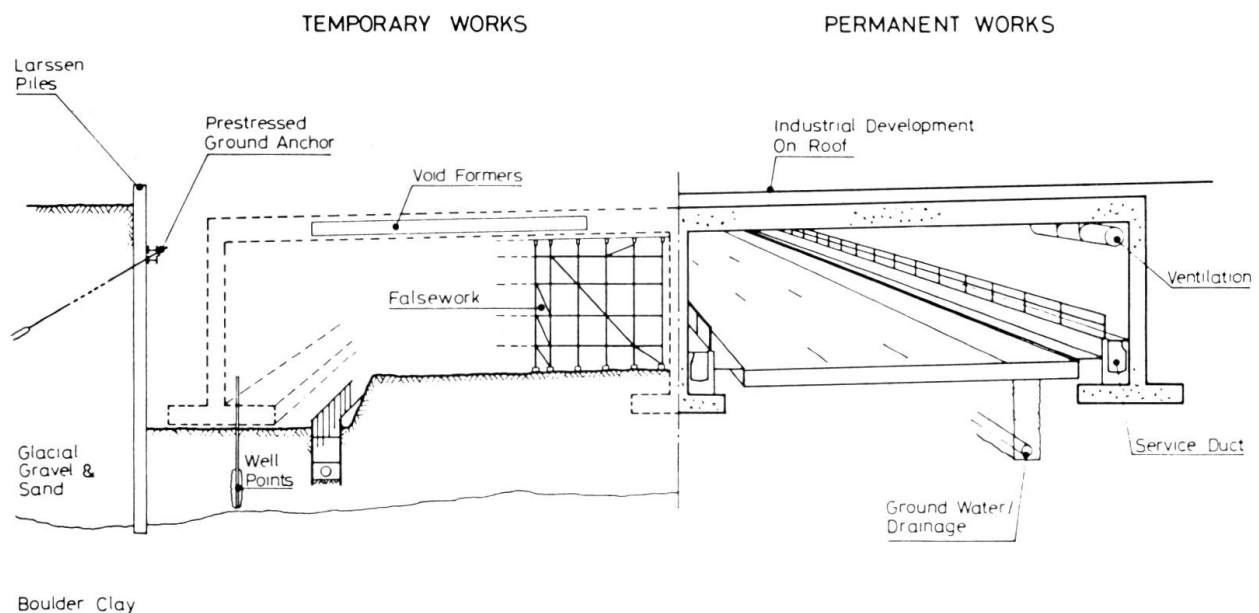 TEMPORARY WORKS
PERMANENT WORKS
Larssen
Piles
Prestressed
Ground Anchor
Void Formers
Industrial Development
On Roof
Falsework
Ventilation
Glacial
Gravel &
Sand
Well
Points
Service Duct
Ground Water/
Drainage
Boulder Clay